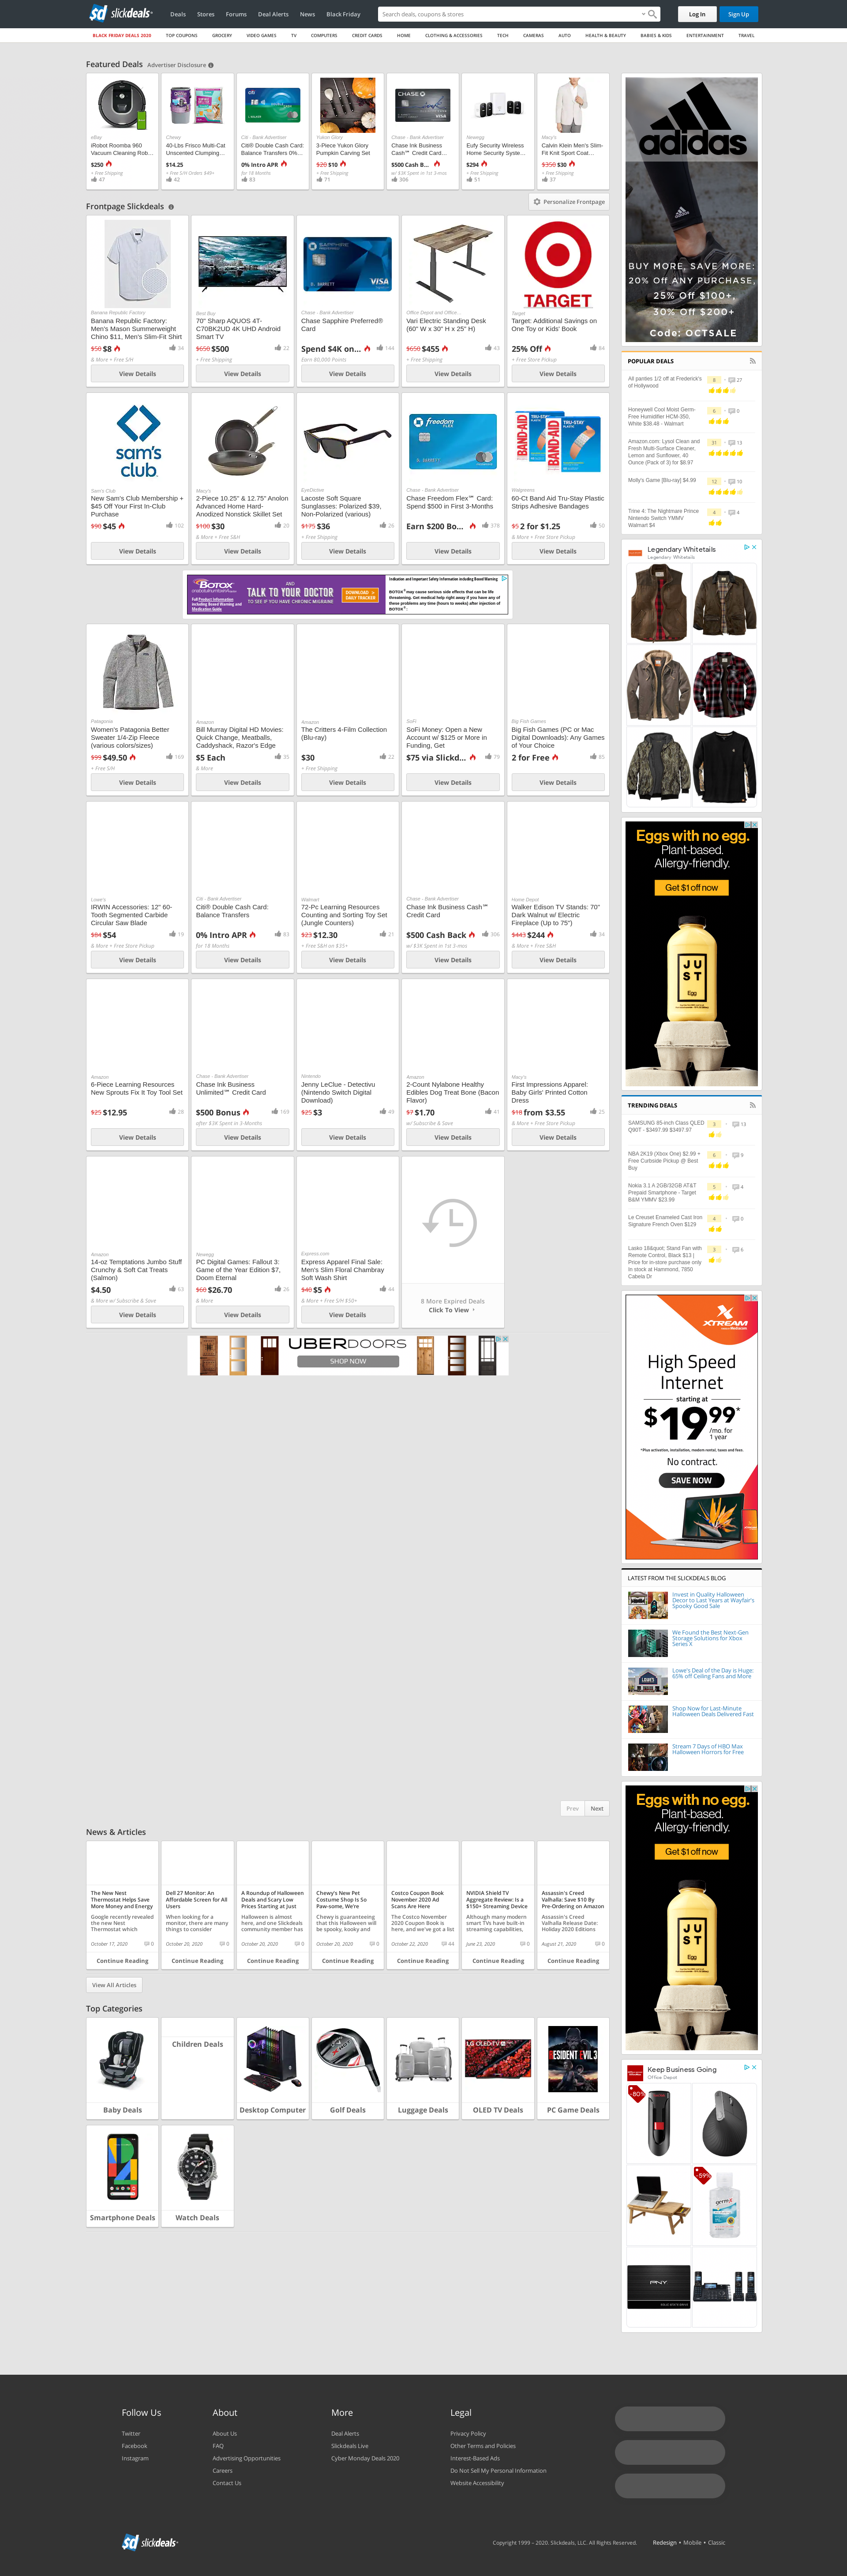 sd slickdeals
Deals Stores Forums Deal Alerts News Black Friday
Search deals, coupons & stores
Log In
Sign Up
BLACK FRIDAY DEALS 2020 TOP COUPONS GROCERY VIDEO GAMES TV COMPUTERS CREDIT CARDS HOME CLOTHING & ACCESSORIES TECH CAMERAS AUTO HEALTH & BEAUTY BABIES & KIDS ENTERTAINMENT TRAVEL
Featured Deals Advertiser Disclosure
eBay
iRobot Roomba 960
Vacuum Cleaning Rob...
$250
+ Free Shipping
47
Chewy
40-Lbs Frisco Multi-Cat
Unscented Clumping...
$14.25
+ Free S/H Orders $49+
42
Citi - Bank Advertiser
Citi® Double Cash Card:
Balance Transfers 0%...
0% Intro APR
for 18 Months
83
Yukon Glory
3-Piece Yukon Glory
Pumpkin Carving Set
$20 $10
+ Free Shipping
71
Chase - Bank Advertiser
Chase Ink Business
Cash℠ Credit Card...
$500 Cash B...
w/ $3K Spent in 1st 3.mos
306
Newegg
Eufy Security Wireless
Home Security Syste...
$294
+ Free Shipping
51
Macy's
Calvin Klein Men's Slim-
Fit Knit Sport Coat...
$350 $30
+ Free Shipping
37
Frontpage Slickdeals
Personalize Frontpage
Banana Republic Factory
Banana Republic Factory:
Men's Mason Summerweight
Chino $11, Men's Slim-Fit Shirt
$50 $8
34
& More + Free S/H
View Details
Best Buy
70" Sharp AQUOS 4T-
C70BK2UD 4K UHD Android
Smart TV
$650 $500
22
+ Free Shipping
View Details
Chase - Bank Advertiser
Chase Sapphire Preferred®
Card
Spend $4K on...
144
Earn 80,000 Points
View Details
Office Depot and Office -
Vari Electric Standing Desk
(60" W x 30" H x 25" H)
$650 $455
43
+ Free Shipping
View Details
TARGET
Target
Target: Additional Savings on
One Toy or Kids' Book
25% Off
84
+ Free Store Pickup
View Details
sam's
club
Sam's Club
New Sam's Club Membership +
$45 Off Your First In-Club
Purchase
$90 $45
102
View Details
Macy's
2-Piece 10.25" & 12.75" Anolon
Advanced Home Hard-
Anodized Nonstick Skillet Set
$100 $30
20
& More + Free S&H
View Details
EyeDictive
Lacoste Soft Square
Sunglasses: Polarized $39,
Non-Polarized (various)
$175 $36
26
+ Free Shipping
View Details
Chase - Bank Advertiser
Chase Freedom Flex℠ Card:
Spend $500 in First 3-Months
Earn $200 Bo...
378
View Details
Walgreens
60-Ct Band Aid Tru-Stay Plastic
Strips Adhesive Bandages
$5 2 for $1.25
50
& More + Free Store Pickup
View Details
BOTOX
AND
TALK TO YOUR DOCTOR
TO SEE IF YOU HAVE CHRONIC MIGRAINE
DOWNLOAD
DAILY TRACKER
Patagonia
Women's Patagonia Better
Sweater 1/4-Zip Fleece
(various colors/sizes)
$99 $49.50
169
+ Free S/H
View Details
Amazon
Bill Murray Digital HD Movies:
Quick Change, Meatballs,
Caddyshack, Razor's Edge
$5 Each
35
& More
View Details
Amazon
The Critters 4-Film Collection
(Blu-ray)
$30
22
+ Free Shipping
View Details
SoFi
SoFi Money: Open a New
Account w/ $125 or More in
Funding, Get
$75 via Slickd...
79
View Details
Big Fish Games
Big Fish Games (PC or Mac
Digital Downloads): Any Games
of Your Choice
2 for Free
85
View Details
Lowe's
IRWIN Accessories: 12" 60-
Tooth Segmented Carbide
Circular Saw Blade
$84 $54
19
& More + Free Store Pickup
View Details
Citi - Bank Advertiser
Citi® Double Cash Card:
Balance Transfers
0% Intro APR
83
for 18 Months
View Details
Walmart
72-Pc Learning Resources
Counting and Sorting Toy Set
(Jungle Counters)
$23 $12.30
21
+ Free S&H on $35+
View Details
Chase - Bank Advertiser
Chase Ink Business Cash℠
Credit Card
$500 Cash Back
306
w/ $3K Spent in 1st 3.mos
View Details
Home Depot
Walker Edison TV Stands: 70"
Dark Walnut w/ Electric
Fireplace (Up to 75")
$443 $244
34
& More + Free S&H
View Details
Amazon
6-Piece Learning Resources
New Sprouts Fix It Toy Tool Set
$25 $12.95
28
View Details
Chase - Bank Advertiser
Chase Ink Business
Unlimited℠ Credit Card
$500 Bonus
169
after $3K Spent in 3-Months
View Details
Nintendo
Jenny LeClue - Detectivu
(Nintendo Switch Digital
Download)
$25 $3
49
View Details
Amazon
2-Count Nylabone Healthy
Edibles Dog Treat Bone (Bacon
Flavor)
$7 $1.70
41
w/ Subscribe & Save
View Details
Macy's
First Impressions Apparel:
Baby Girls' Printed Cotton
Dress
$18 from $3.55
25
& More + Free Store Pickup
View Details
Amazon
14-oz Temptations Jumbo Stuff
Crunchy & Soft Cat Treats
(Salmon)
$4.50
63
& More w/ Subscribe & Save
View Details
Newegg
PC Digital Games: Fallout 3:
Game of the Year Edition $7,
Doom Eternal
$60 $26.70
26
& More
View Details
Express.com
Express Apparel Final Sale:
Men's Slim Floral Chambray
Soft Wash Shirt
$40 $5
44
& More + Free S/H $50+
View Details
8 More Expired Deals
Click To View
UBERDOORS
SHOP NOW
Prev Next
News & Articles
The New Nest
Thermostat Helps Save
More Money and Energy
Google recently revealed
the new Nest
Thermostat which
October 17, 2020 0
Continue Reading
Dell 27 Monitor: An
Affordable Screen for All
Users
When looking for a
monitor, there are many
things to consider
October 20, 2020 0
Continue Reading
A Roundup of Halloween
Deals and Scary Low
Prices Starting at Just
Halloween is almost
here, and one Slickdeals
community member has
October 20, 2020 0
Continue Reading
Chewy's New Pet
Costume Shop Is So
Paw-some, We're
Chewy is guaranteeing
that this Halloween will
be spooky, kooky and
October 20, 2020 0
Continue Reading
Costco Coupon Book
November 2020 Ad
Scans Are Here
The Costco November
2020 Coupon Book is
here, and we've got a list
October 22, 2020 44
Continue Reading
NVIDIA Shield TV
Aggregate Review: Is a
$150+ Streaming Device
Although many modern
smart TVs have built-in
streaming capabilities,
June 23, 2020 0
Continue Reading
Assassin's Creed
Valhalla: Save $10 By
Pre-Ordering on Amazon
Assassin's Creed
Valhalla Release Date:
Holiday 2020 Editions
August 21, 2020 0
Continue Reading
View All Articles
Top Categories
Baby Deals
Children Deals
Desktop Computer
Golf Deals
Luggage Deals
OLED TV Deals
PC Game Deals
Smartphone Deals
Watch Deals
adidas
BUY MORE, SAVE MORE:
20% Off ANY PURCHASE,
25% Off $100+,
30% Off $200+
Code: OCTSALE
POPULAR DEALS
All panties 1/2 off at Frederick's
of Hollywood
8 27
Honeywell Cool Moist Germ-
Free Humidifier HCM-350,
White $38.48 - Walmart
6 0
Amazon.com: Lysol Clean and
Fresh Multi-Surface Cleaner,
Lemon and Sunflower, 40
Ounce (Pack of 3) for $8.97
31 13
Molly's Game [Blu-ray] $4.99
12 10
Trine 4: The Nightmare Prince
Nintendo Switch YMMV
Walmart $4
4 4
Legendary Whitetails
Legendary Whitetails
Eggs with no egg.
Plant-based.
Allergy-friendly.
Get $1 off now
JUST
Egg
TRENDING DEALS
SAMSUNG 85-inch Class QLED
Q90T - $3497.99 $3497.97
3 13
NBA 2K19 (Xbox One) $2.99 +
Free Curbside Pickup @ Best
Buy
6 9
Nokia 3.1 A 2GB/32GB AT&T
Prepaid Smartphone - Target
B&M YMMV $23.99
5 4
Le Creuset Enameled Cast Iron
Signature French Oven $129
4 0
Lasko 18&quot; Stand Fan with
Remote Control, Black $13 |
Price for in-store purchase only
in stock at Hammond, 7850
Cabela Dr
3 6
XTREAM
High Speed
Internet
starting at
$19.99*
/mo. for
1 year
*Plus activation, installation, modem rental, taxes and fees.
No contract.
SAVE NOW
LATEST FROM THE SLICKDEALS BLOG
Invest in Quality Halloween
Decor to Last Years at Wayfair's
Spooky Good Sale
We Found the Best Next-Gen
Storage Solutions for Xbox
Series X
Lowe's Deal of the Day is Huge:
65% off Ceiling Fans and More
Shop Now for Last-Minute
Halloween Deals Delivered Fast
Stream 7 Days of HBO Max
Halloween Horrors for Free
Eggs with no egg.
Plant-based.
Allergy-friendly.
Get $1 off now
JUST
Egg
Keep Business Going
Office Depot
-80%
-59%
PNY
Follow Us
Twitter
Facebook
Instagram
About
About Us
FAQ
Advertising Opportunities
Careers
Contact Us
More
Deal Alerts
Slickdeals Live
Cyber Monday Deals 2020
Legal
Privacy Policy
Other Terms and Policies
Interest-Based Ads
Do Not Sell My Personal Information
Website Accessibility
sd slickdeals
Copyright 1999 – 2020. Slickdeals, LLC. All Rights Reserved. Redesign • Mobile • Classic